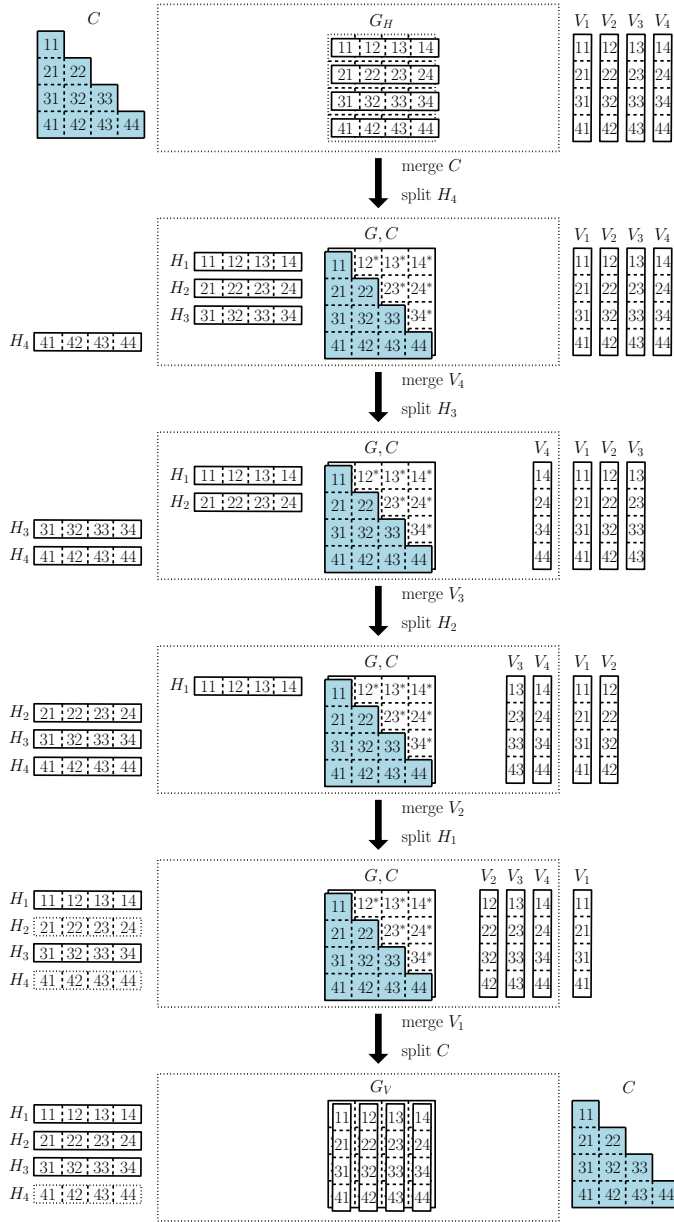 C G_H V_1 V_2 V_3 V_4
11 11 12 13 14 11 12 13 14
21 22 21 22 23 24 21 22 23 24
31 32 33 31 32 33 34 31 32 33 34
41 42 43 44 41 42 43 44 41 42 43 44
merge C
split H_4
G, C V_1 V_2 V_3 V_4
H_1 11 12 13 14 11 12* 13* 14* 11 12 13 14
H_2 21 22 23 24 21 22 23* 24* 21 22 23 24
H_3 31 32 33 34 31 32 33 34* 31 32 33 34
H_4 41 42 43 44 41 42 43 44 41 42 43 44
merge V_4
split H_3
G, C V_4 V_1 V_2 V_3
H_1 11 12 13 14 11 12* 13* 14* 14 11 12 13
H_2 21 22 23 24 21 22 23* 24* 24 21 22 23
H_3 31 32 33 34 31 32 33 34* 34 31 32 33
H_4 41 42 43 44 41 42 43 44 44 41 42 43
merge V_3
split H_2
G, C V_3 V_4 V_1 V_2
H_1 11 12 13 14 11 12* 13* 14* 13 14 11 12
H_2 21 22 23 24 21 22 23* 24* 23 24 21 22
H_3 31 32 33 34 31 32 33 34* 33 34 31 32
H_4 41 42 43 44 41 42 43 44 43 44 41 42
merge V_2
split H_1
G, C V_2 V_3 V_4 V_1
H_1 11 12 13 14 11 12* 13* 14* 12 13 14 11
H_2 21 22 23 24 21 22 23* 24* 22 23 24 21
H_3 31 32 33 34 31 32 33 34* 32 33 34 31
H_4 41 42 43 44 41 42 43 44 42 43 44 41
merge V_1
split C
G_V C
H_1 11 12 13 14 11 12 13 14 11
H_2 21 22 23 24 21 22 23 24 21 22
H_3 31 32 33 34 31 32 33 34 31 32 33
H_4 41 42 43 44 41 42 43 44 41 42 43 44